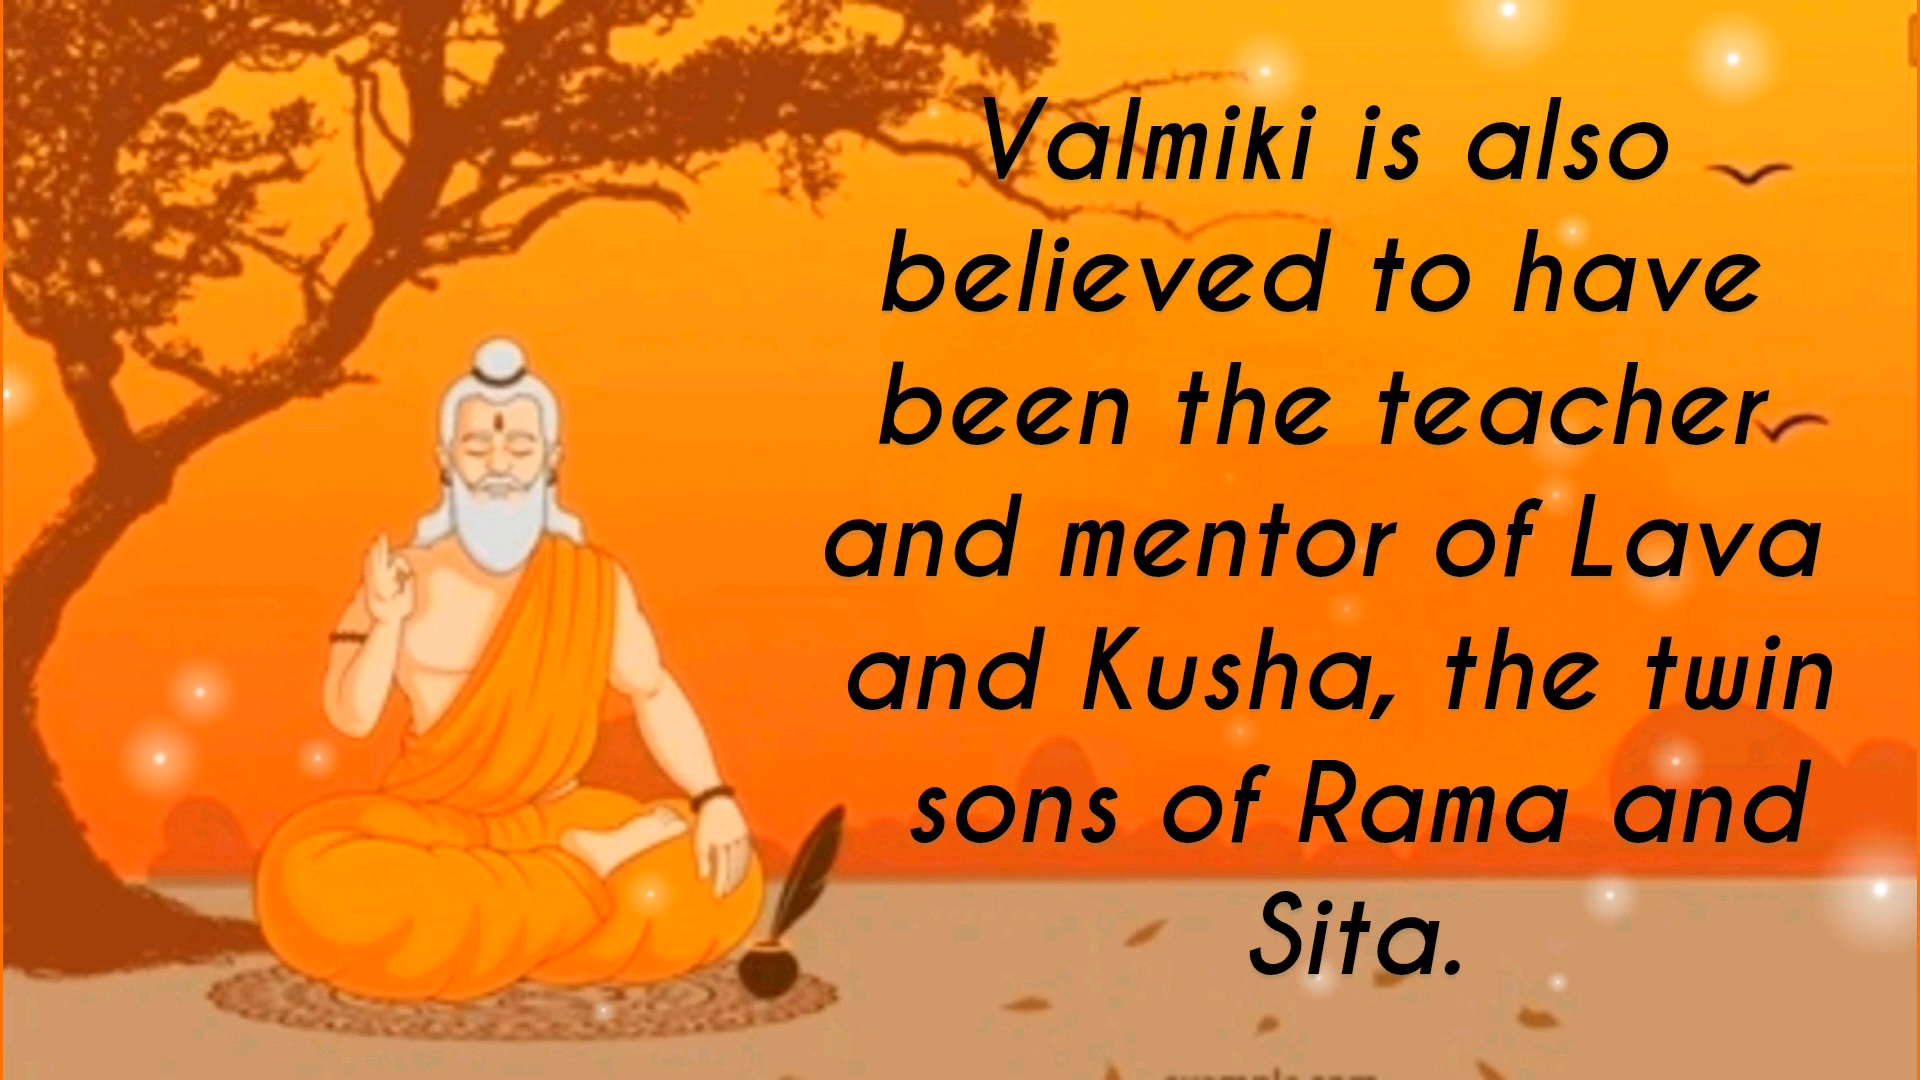 Valmiki is also
believed to have
been the teacher
and mentor of Lava
and Kusha, the twin
sons of Rama and
Sita.